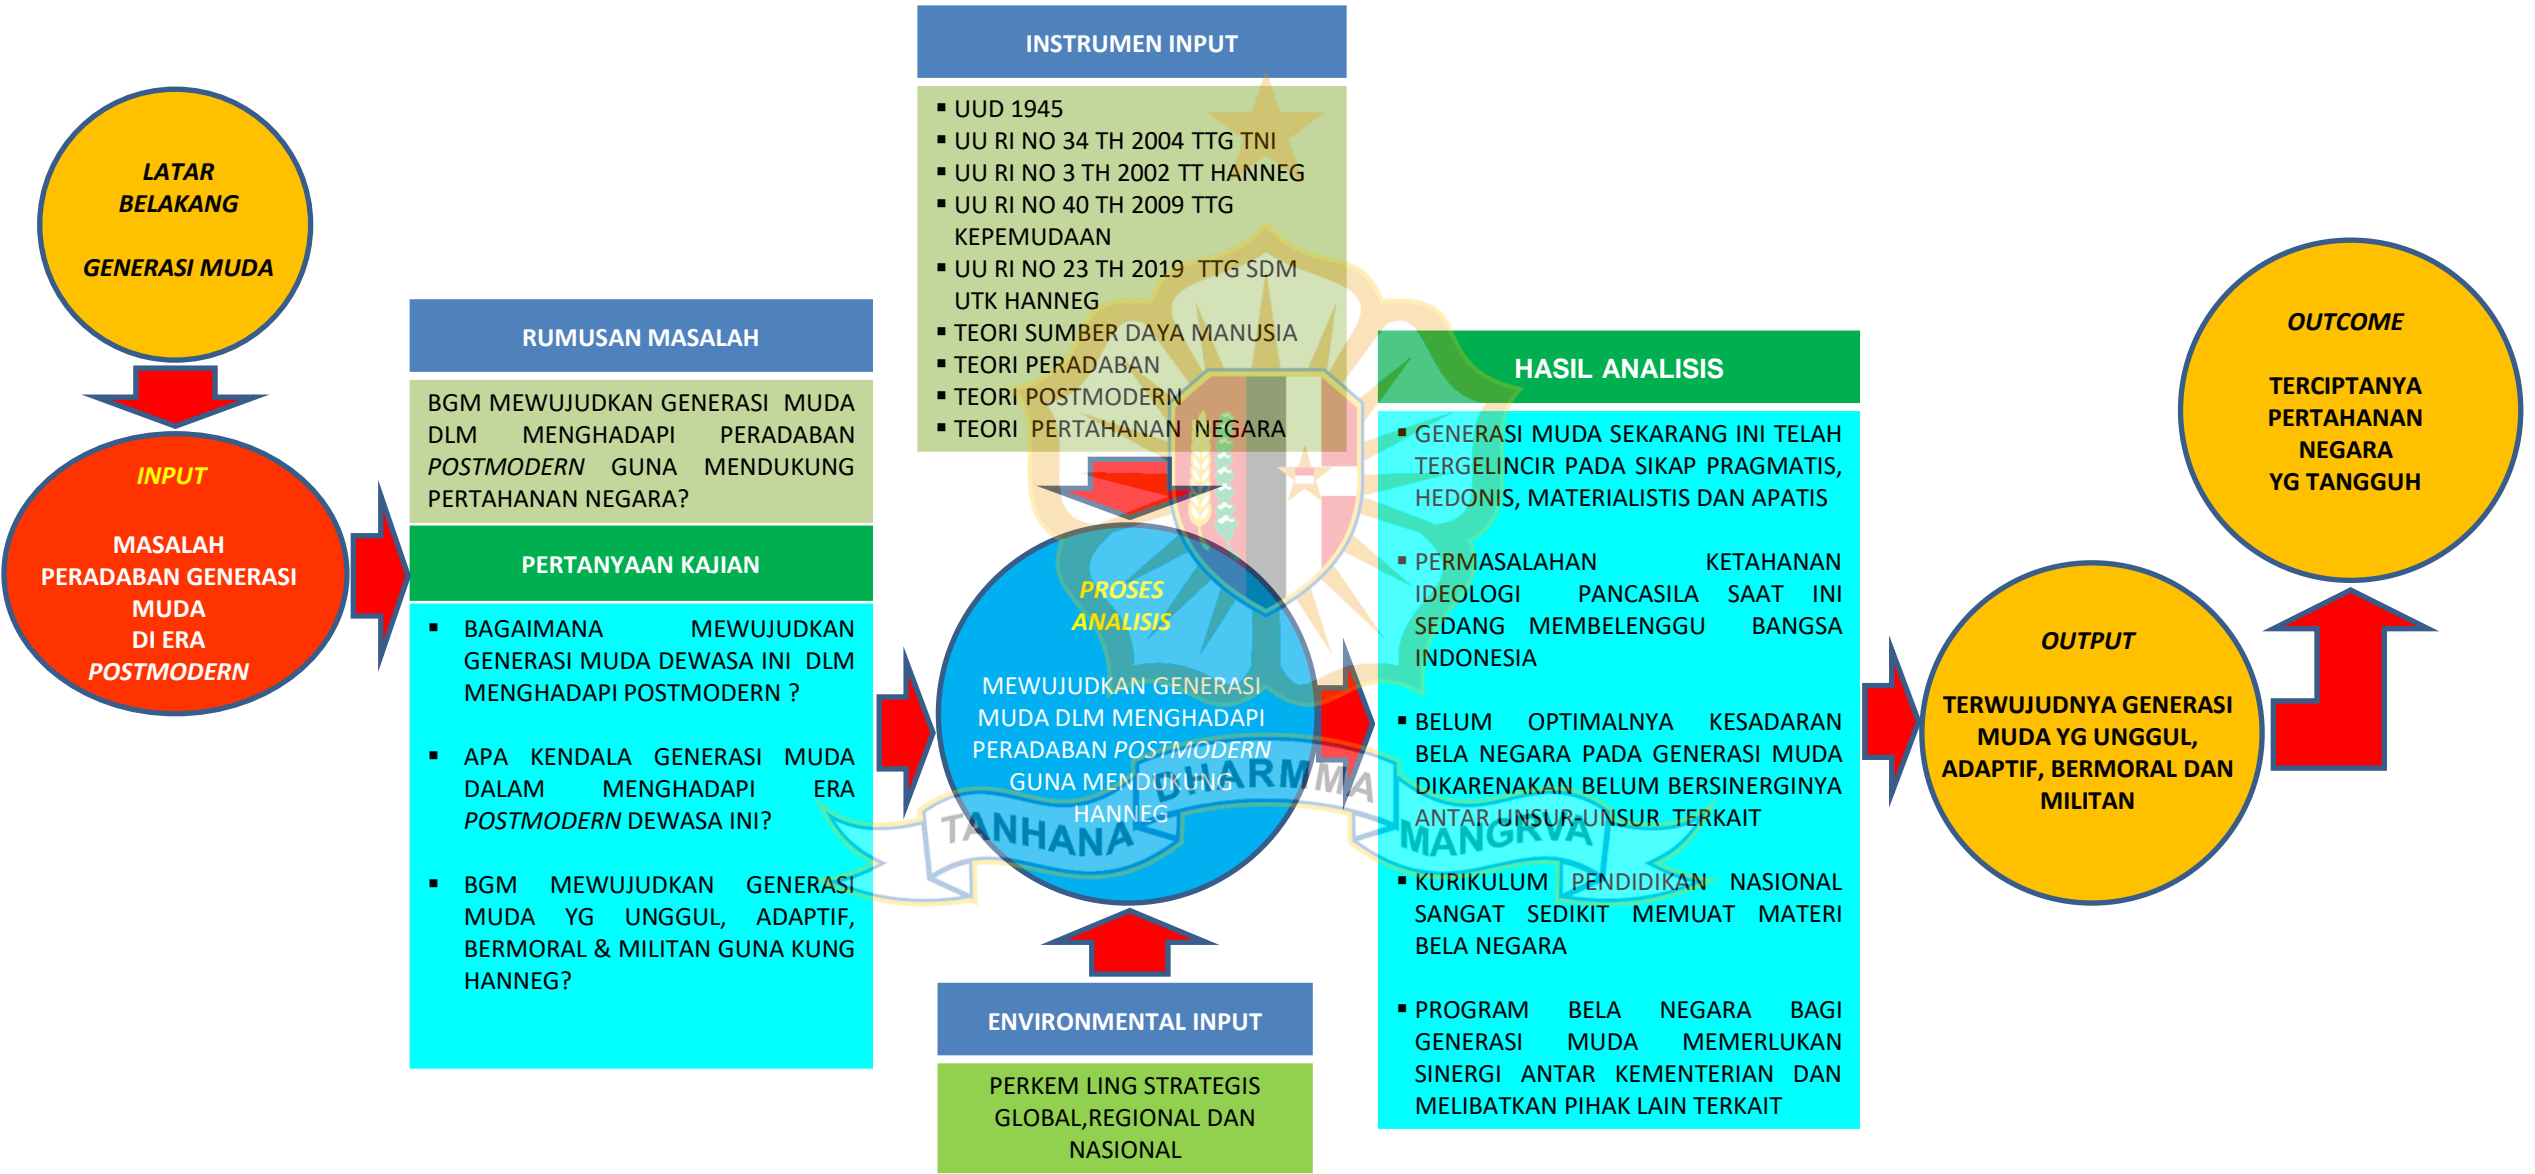 LATAR
BELAKANG
GENERASI MUDA
INPUT
MASALAH
PERADABAN GENERASI
MUDA
DI ERA
POSTMODERN
RUMUSAN MASALAH
BGM MEWUJUDKAN GENERASI MUDA
DLM MENGHADAPI PERADABAN
POSTMODERN GUNA MENDUKUNG
PERTAHANAN NEGARA?
PERTANYAAN KAJIAN
▪ BAGAIMANA MEWUJUDKAN
GENERASI MUDA DEWASA INI DLM
MENGHADAPI POSTMODERN ?
▪ APA KENDALA GENERASI MUDA
DALAM MENGHADAPI ERA
POSTMODERN DEWASA INI?
▪ BGM MEWUJUDKAN GENERASI
MUDA YG UNGGUL, ADAPTIF,
BERMORAL & MILITAN GUNA KUNG
HANNEG?
INSTRUMEN INPUT
▪ UUD 1945
▪ UU RI NO 34 TH 2004 TTG TNI
▪ UU RI NO 3 TH 2002 TT HANNEG
▪ UU RI NO 40 TH 2009 TTG
KEPEMUDAAN
▪ UU RI NO 23 TH 2019 TTG SDM
UTK HANNEG
▪ TEORI SUMBER DAYA MANUSIA
▪ TEORI PERADABAN
▪ TEORI POSTMODERN
▪ TEORI PERTAHANAN NEGARA
PROSES
ANALISIS
MEWUJUDKAN GENERASI
MUDA DLM MENGHADAPI
PERADABAN POSTMODERN
GUNA MENDUKUNG
HANNEG
TANHANA DHARMMA MANGRVA
ENVIRONMENTAL INPUT
PERKEM LING STRATEGIS
GLOBAL,REGIONAL DAN
NASIONAL
HASIL ANALISIS
▪ GENERASI MUDA SEKARANG INI TELAH
TERGELINCIR PADA SIKAP PRAGMATIS,
HEDONIS, MATERIALISTIS DAN APATIS
▪ PERMASALAHAN KETAHANAN
IDEOLOGI PANCASILA SAAT INI
SEDANG MEMBELENGGU BANGSA
INDONESIA
▪ BELUM OPTIMALNYA KESADARAN
BELA NEGARA PADA GENERASI MUDA
DIKARENAKAN BELUM BERSINERGINYA
ANTAR UNSUR-UNSUR TERKAIT
▪ KURIKULUM PENDIDIKAN NASIONAL
SANGAT SEDIKIT MEMUAT MATERI
BELA NEGARA
▪ PROGRAM BELA NEGARA BAGI
GENERASI MUDA MEMERLUKAN
SINERGI ANTAR KEMENTERIAN DAN
MELIBATKAN PIHAK LAIN TERKAIT
OUTPUT
TERWUJUDNYA GENERASI
MUDA YG UNGGUL,
ADAPTIF, BERMORAL DAN
MILITAN
OUTCOME
TERCIPTANYA
PERTAHANAN
NEGARA
YG TANGGUH